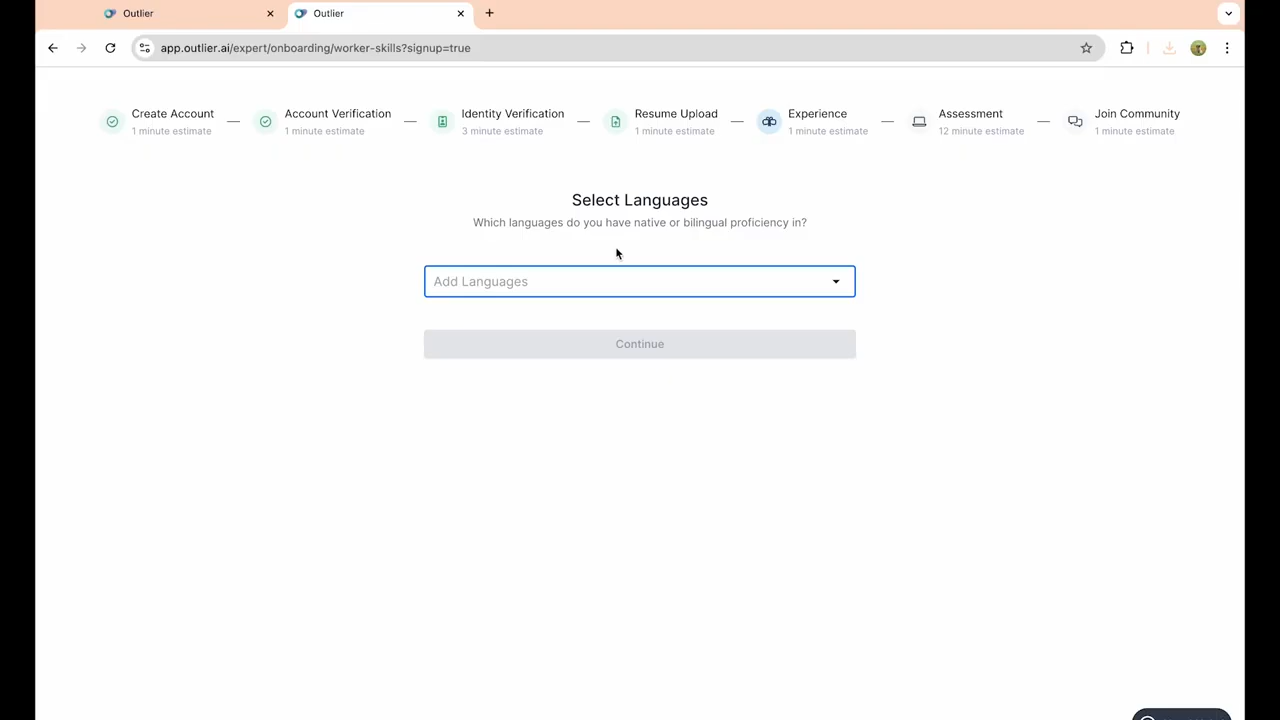 Outlier
Outlier
app.outlier.ai/expert/onboarding/worker-skills?signup=true
Create Account
1 minute estimate
Account Verification
1 minute estimate
Identity Verification
3 minute estimate
Resume Upload
1 minute estimate
Experience
1 minute estimate
Assessment
12 minute estimate
Join Community
1 minute estimate
Select Languages
Which languages do you have native or bilingual proficiency in?
Add Languages
Continue